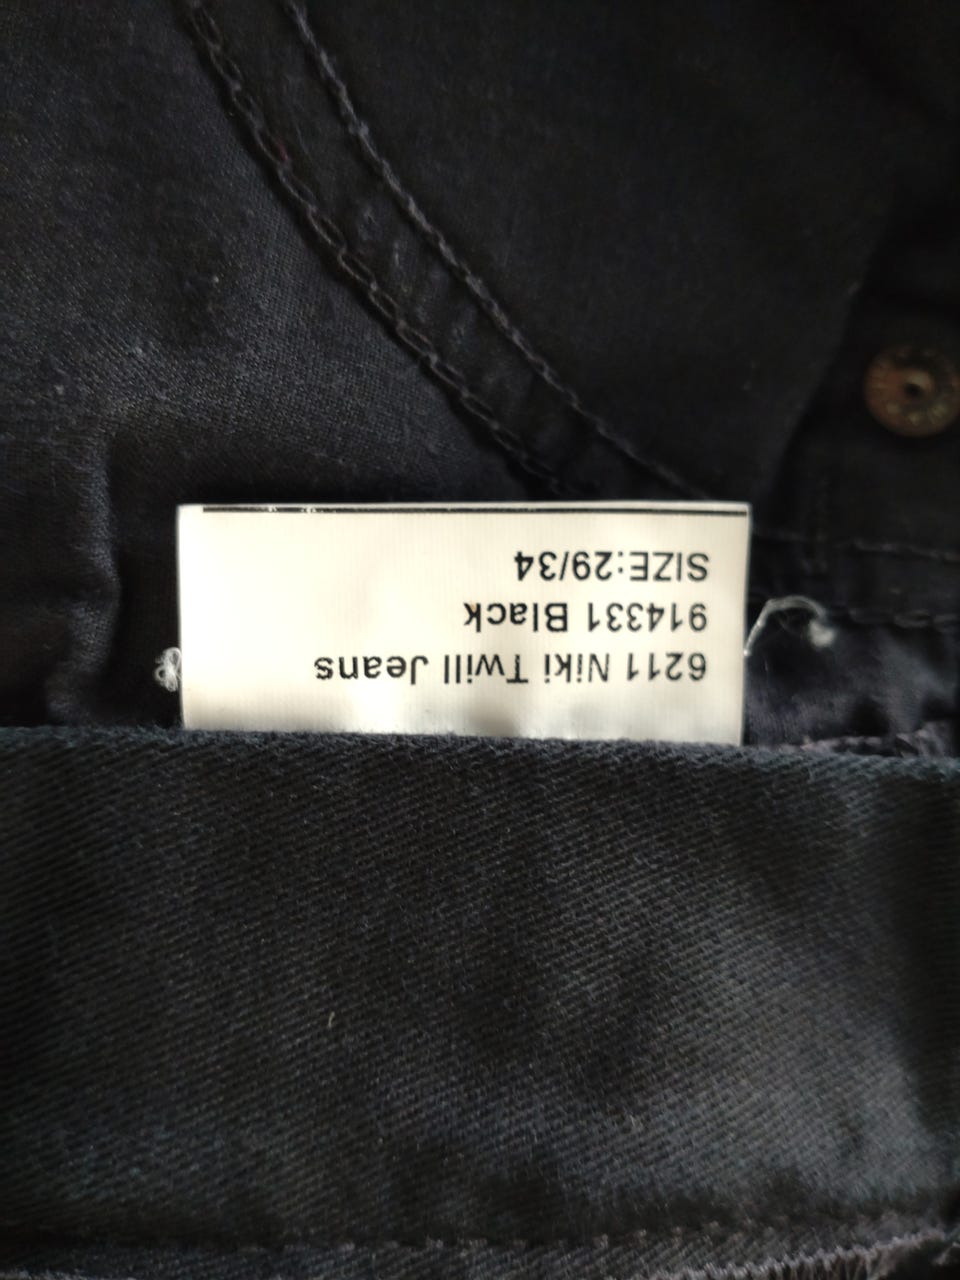 6211 Niki Twill Jeans
914331 Black
SIZE:29/34